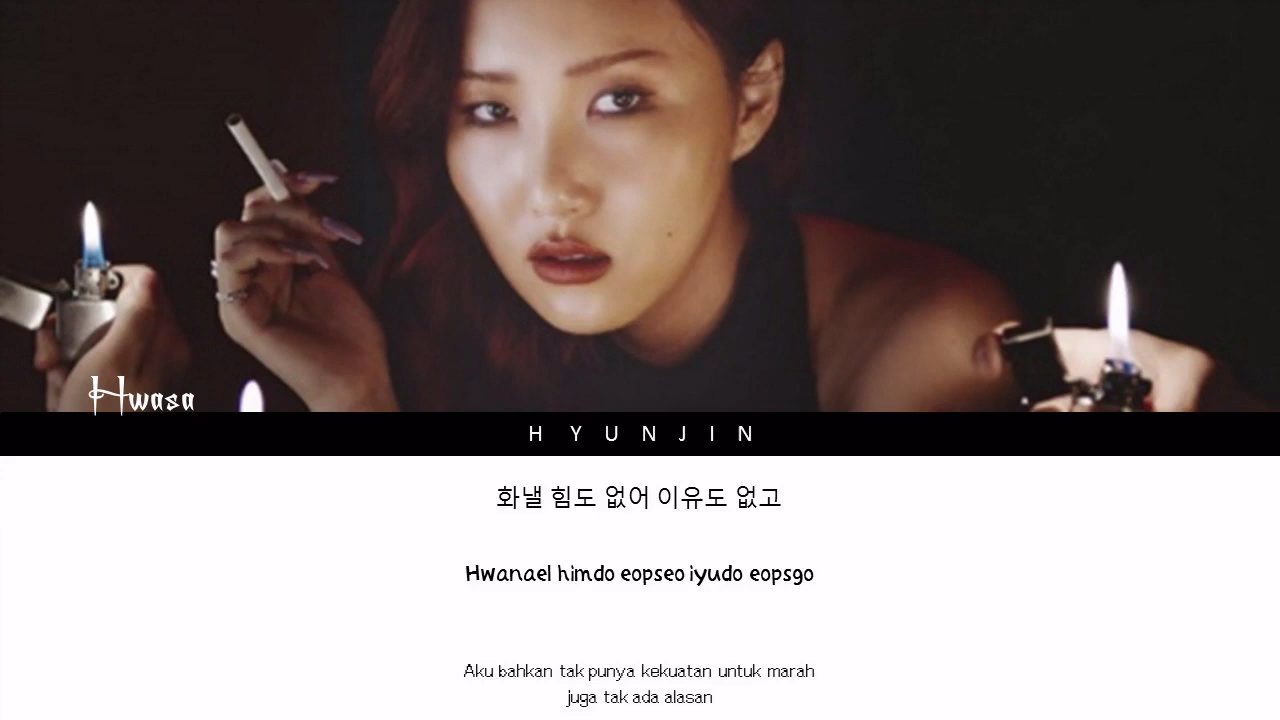 Hwasa
H Y U N J I N
화낼 힘도 없어 이유도 없고
Hwanael himdo eopseo iyudo eopsgo
Aku bahkan tak punya kekuatan untuk marah
juga tak ada alasan